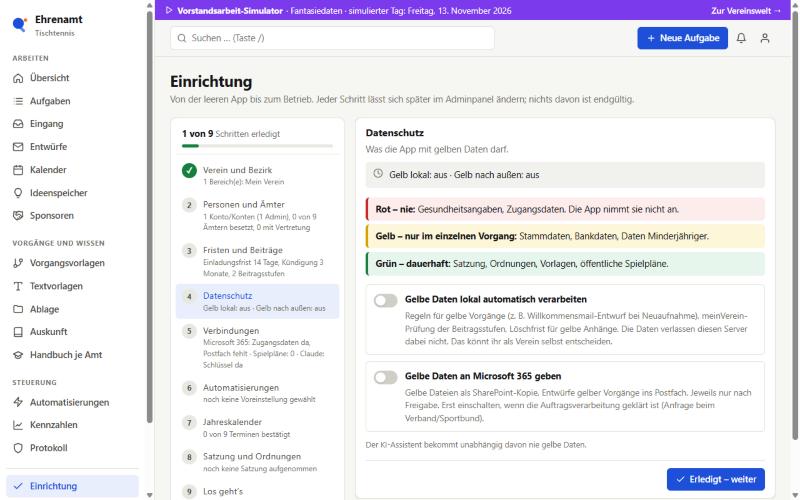 Ehrenamt
Tischtennis
ARBEITEN
Übersicht
Aufgaben
Eingang
Entwürfe
Kalender
Ideenspeicher
Sponsoren
VORGÄNGE UND WISSEN
Vorgangsvorlagen
Textvorlagen
Ablage
Auskunft
Handbuch je Amt
STEUERUNG
Automatisierungen
Kennzahlen
Protokoll
Einrichtung
Vorstandsarbeit-Simulator · Fantasiedaten · simulierter Tag: Freitag, 13. November 2026
Zur Vereinswelt →
Suchen … (Taste /)
+ Neue Aufgabe
Einrichtung
Von der leeren App bis zum Betrieb. Jeder Schritt lässt sich später im Adminpanel ändern; nichts davon ist endgültig.
1 von 9 Schritten erledigt
Verein und Bezirk
1 Bereich(e): Mein Verein
2 Personen und Ämter
1 Konto/Konten (1 Admin), 0 von 9
Ämtern besetzt, 0 mit Vertretung
3 Fristen und Beiträge
Einladungsfrist 14 Tage, Kündigung 3
Monate, 2 Beitragsstufen
4 Datenschutz
Gelb lokal: aus · Gelb nach außen: aus
5 Verbindungen
Microsoft 365: Zugangsdaten da,
Postfach fehlt · Spielpläne: 0 · Claude:
Schlüssel da
6 Automatisierungen
noch keine Voreinstellung gewählt
7 Jahreskalender
0 von 9 Terminen bestätigt
8 Satzung und Ordnungen
noch keine Satzung aufgenommen
9 Los geht's
Datenschutz
Was die App mit gelben Daten darf.
Gelb lokal: aus · Gelb nach außen: aus
Rot – nie: Gesundheitsangaben, Zugangsdaten. Die App nimmt sie nicht an.
Gelb – nur im einzelnen Vorgang: Stammdaten, Bankdaten, Daten Minderjähriger.
Grün – dauerhaft: Satzung, Ordnungen, Vorlagen, öffentliche Spielpläne.
Gelbe Daten lokal automatisch verarbeiten
Regeln für gelbe Vorgänge (z. B. Willkommensmail-Entwurf bei Neuaufnahme), meinVerein-
Prüfung der Beitragsstufen, Löschfrist für gelbe Anhänge. Die Daten verlassen diesen Server
dabei nicht. Das könnt ihr als Verein selbst entscheiden.
Gelbe Daten an Microsoft 365 geben
Gelbe Dateien als SharePoint-Kopie, Entwürfe gelber Vorgänge ins Postfach. Jeweils nur nach
Freigabe. Erst einschalten, wenn die Auftragsverarbeitung geklärt ist (Anfrage beim
Verband/Sportbund).
Der KI-Assistent bekommt unabhängig davon nie gelbe Daten.
Erledigt – weiter